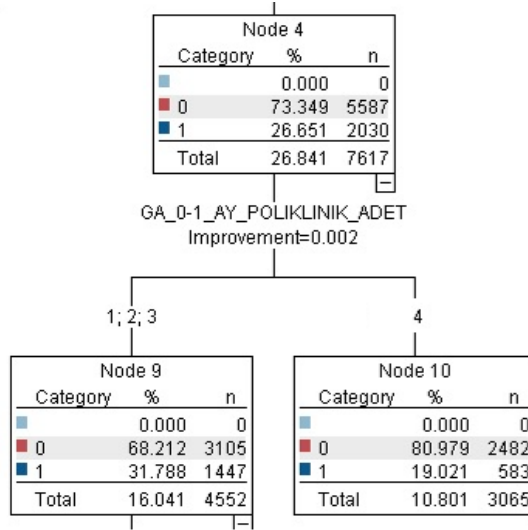 Node 4
Category % n
0.000 0
0 73.349 5587
1 26.651 2030
Total 26.841 7617
GA_0-1_AY_POLIKLINIK_ADET
Improvement=0.002
1; 2; 3
4
Node 9
Category % n
0.000 0
0 68.212 3105
1 31.788 1447
Total 16.041 4552
Node 10
Category % n
0.000 0
0 80.979 2482
1 19.021 583
Total 10.801 3065